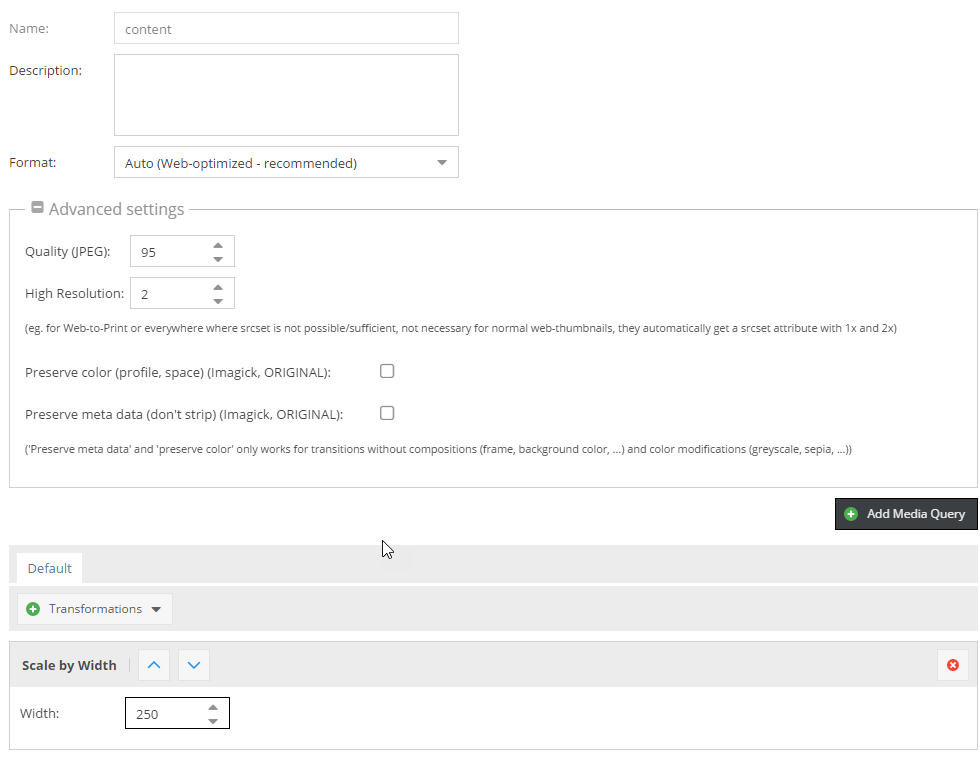 Name: content
Description:
Format: Auto (Web-optimized - recommended)
Advanced settings
Quality (JPEG): 95
High Resolution: 2
(eg. for Web-to-Print or everywhere where srcset is not possible/sufficient, not necessary for normal web-thumbnails, they automatically get a srcset attribute with 1x and 2x)
Preserve color (profile, space) (Imagick, ORIGINAL):
Preserve meta data (don't strip) (Imagick, ORIGINAL):
('Preserve meta data' and 'preserve color' only works for transitions without compositions (frame, background color, ...) and color modifications (greyscale, sepia, ...))
Add Media Query
Default
Transformations
Scale by Width
Width: 250